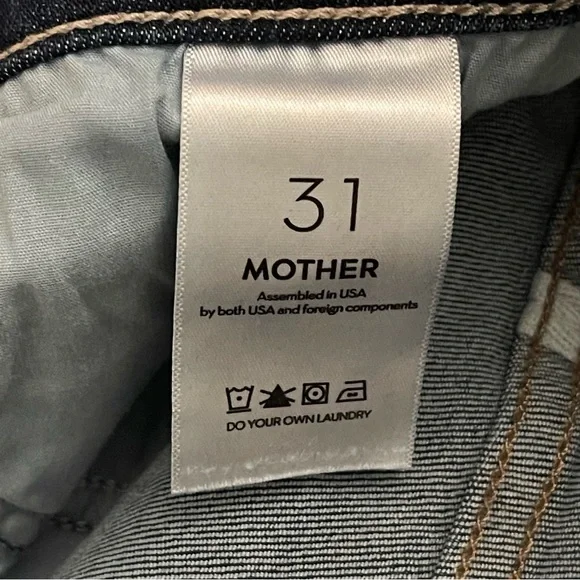 31
MOTHER
Assembled in USA
by both USA and foreign components
DO YOUR OWN LAUNDRY